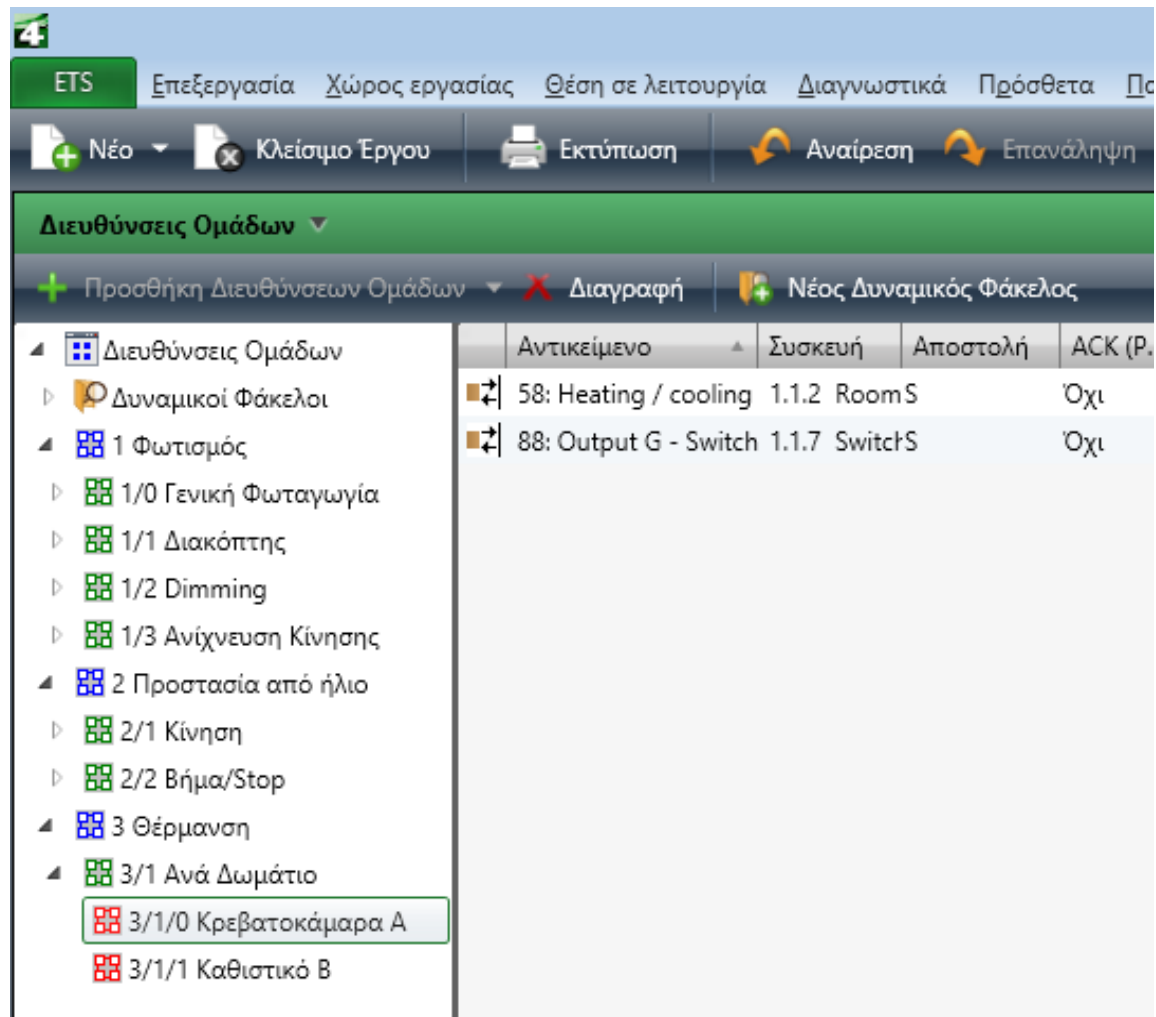 4
ETS Επεξεργασία Χώρος εργασίας Θέση σε λειτουργία Διαγνωστικά Πρόσθετα
Νέο Κλείσιμο Έργου Εκτύπωση Αναίρεση Επανάληψη
Διευθύνσεις Ομάδων
Προσθήκη Διευθύνσεων Ομάδων Διαγραφή Νέος Δυναμικός Φάκελος
Διευθύνσεις Ομάδων Αντικείμενο Συσκευή Αποστολή ACK (P.
Δυναμικοί Φάκελοι 58: Heating / cooling 1.1.2 Room S Όχι
1 Φωτισμός 88: Output G - Switch 1.1.7 Switch S Όχι
1/0 Γενική Φωταγωγία
1/1 Διακόπτης
1/2 Dimming
1/3 Ανίχνευση Κίνησης
2 Προστασία από ήλιο
2/1 Κίνηση
2/2 Βήμα/Stop
3 Θέρμανση
3/1 Ανά Δωμάτιο
3/1/0 Κρεβατοκάμαρα Α
3/1/1 Καθιστικό Β